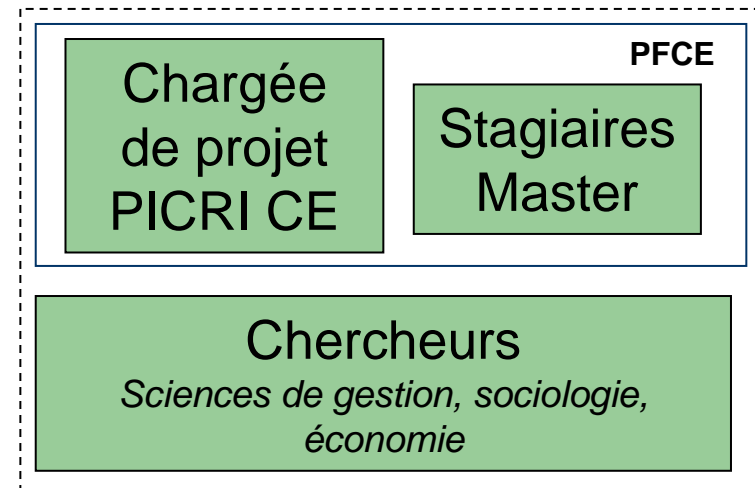 PFCE
Chargée
de projet
PICRI CE
Stagiaires
Master
Chercheurs
Sciences de gestion, sociologie,
économie